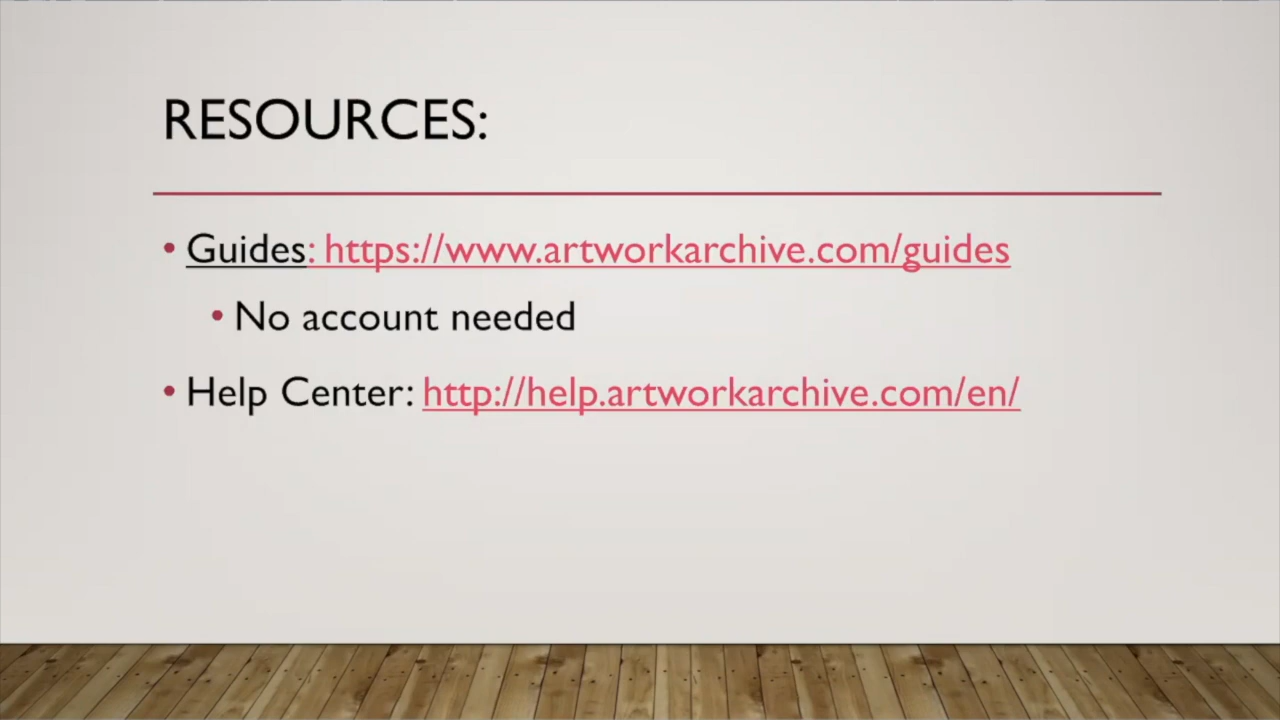 RESOURCES:
• Guides: https://www.artworkarchive.com/guides
• No account needed
• Help Center: http://help.artworkarchive.com/en/